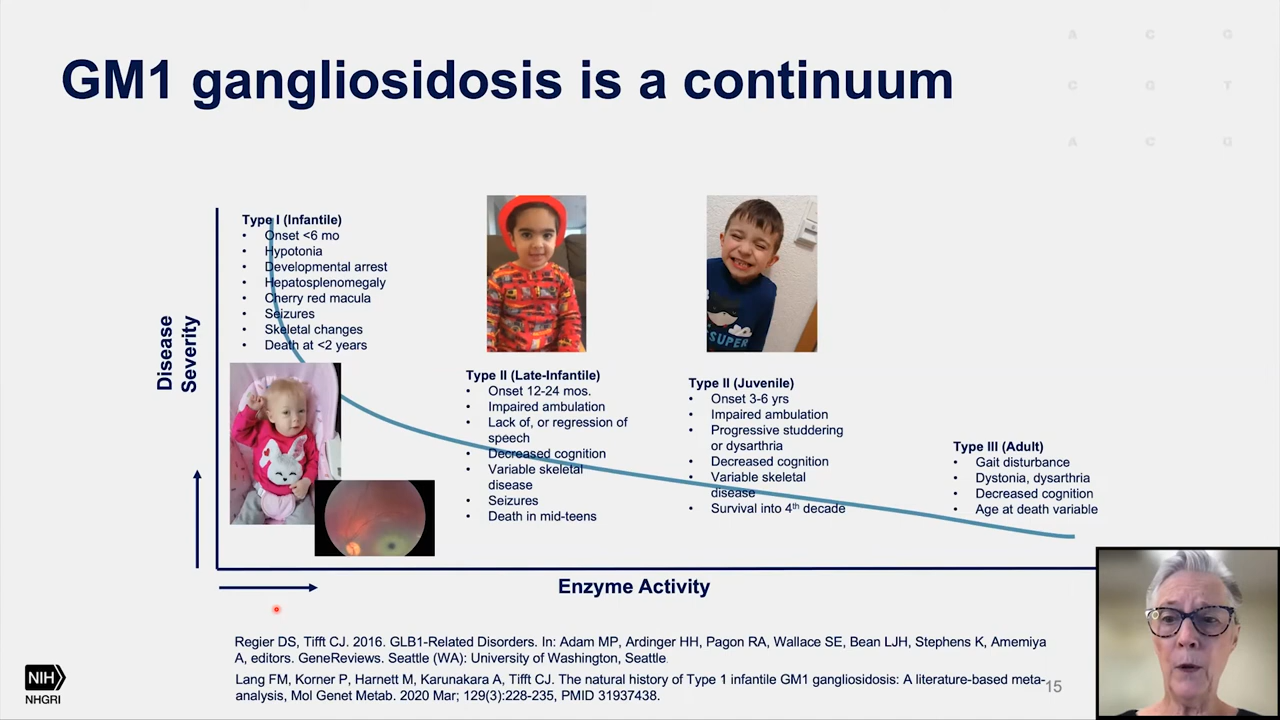 GM1 gangliosidosis is a continuum
A C G
C G T
A C G
Disease
Severity
Type I (Infantile)
• Onset <6 mo
• Hypotonia
• Developmental arrest
• Hepatosplenomegaly
• Cherry red macula
• Seizures
• Skeletal changes
• Death at <2 years
Type II (Late-Infantile)
• Onset 12-24 mos.
• Impaired ambulation
• Lack of, or regression of
speech
• Decreased cognition
• Variable skeletal
disease
• Seizures
• Death in mid-teens
SUPER
Type II (Juvenile)
• Onset 3-6 yrs
• Impaired ambulation
• Progressive studdering
or dysarthria
• Decreased cognition
• Variable skeletal
disease
• Survival into 4th decade
Type III (Adult)
• Gait disturbance
• Dystonia, dysarthria
• Decreased cognition
• Age at death variable
Enzyme Activity
Regier DS, Tifft CJ. 2016. GLB1-Related Disorders. In: Adam MP, Ardinger HH, Pagon RA, Wallace SE, Bean LJH, Stephens K, Amemiya
A, editors. GeneReviews. Seattle (WA): University of Washington, Seattle.
Lang FM, Korner P, Harnett M, Karunakara A, Tifft CJ. The natural history of Type 1 infantile GM1 gangliosidosis: A literature-based meta-
analysis, Mol Genet Metab. 2020 Mar; 129(3):228-235, PMID 31937438.
15
NIH
NHGRI